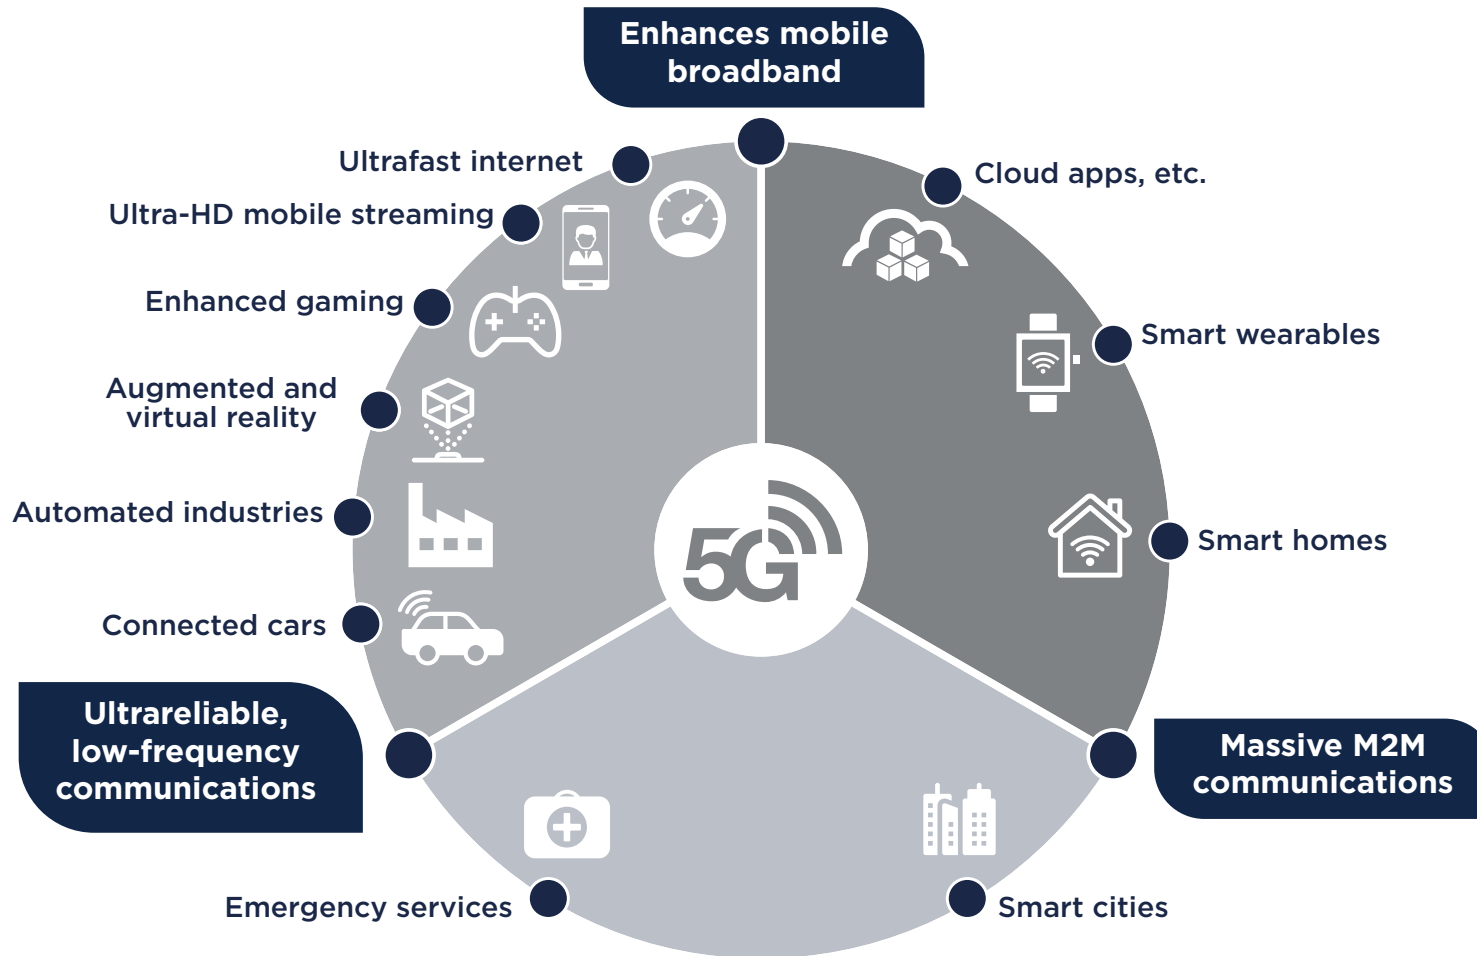 Enhances mobile
broadband
Ultrafast internet
Cloud apps, etc.
Ultra-HD mobile streaming
Enhanced gaming
Smart wearables
Augmented and
virtual reality
Automated industries
5G
Smart homes
Connected cars
Ultrareliable,
low-frequency
communications
Massive M2M
communications
Emergency services
Smart cities